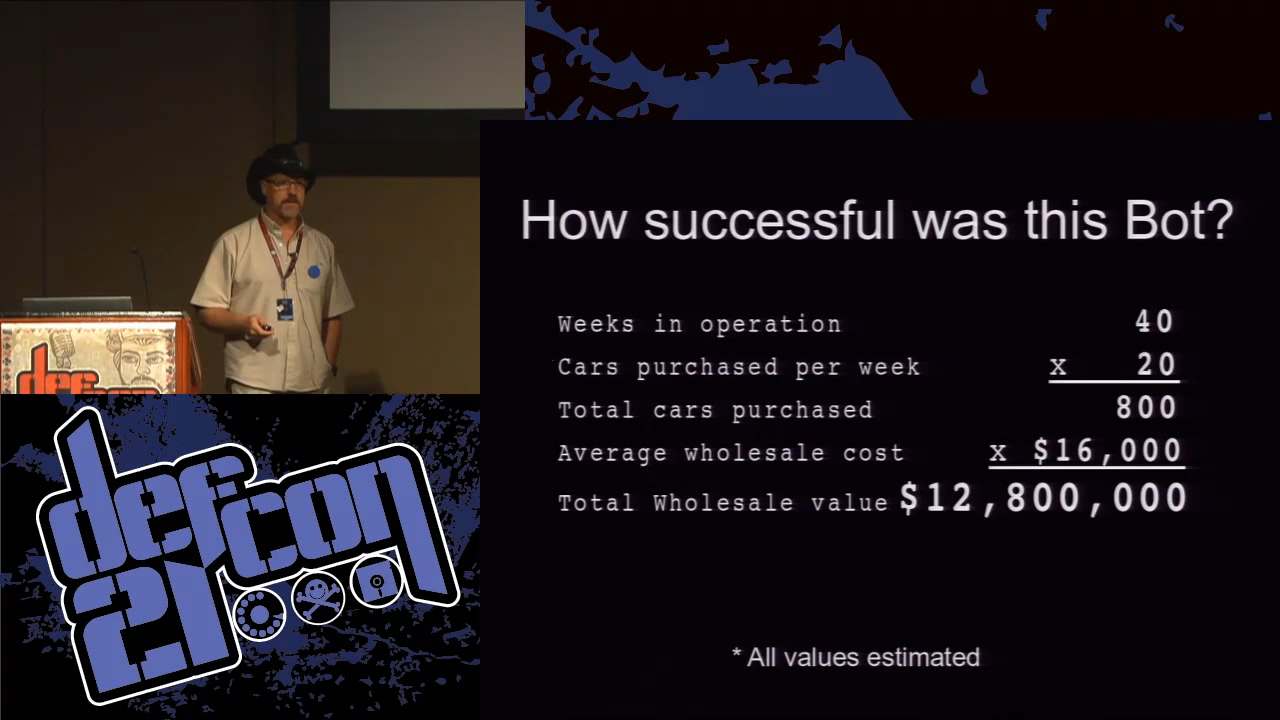 How successful was this Bot?
Weeks in operation 40
Cars purchased per week x 20
Total cars purchased 800
Average wholesale cost x $16,000
Total Wholesale value $12,800,000
* All values estimated
def
defcon
21